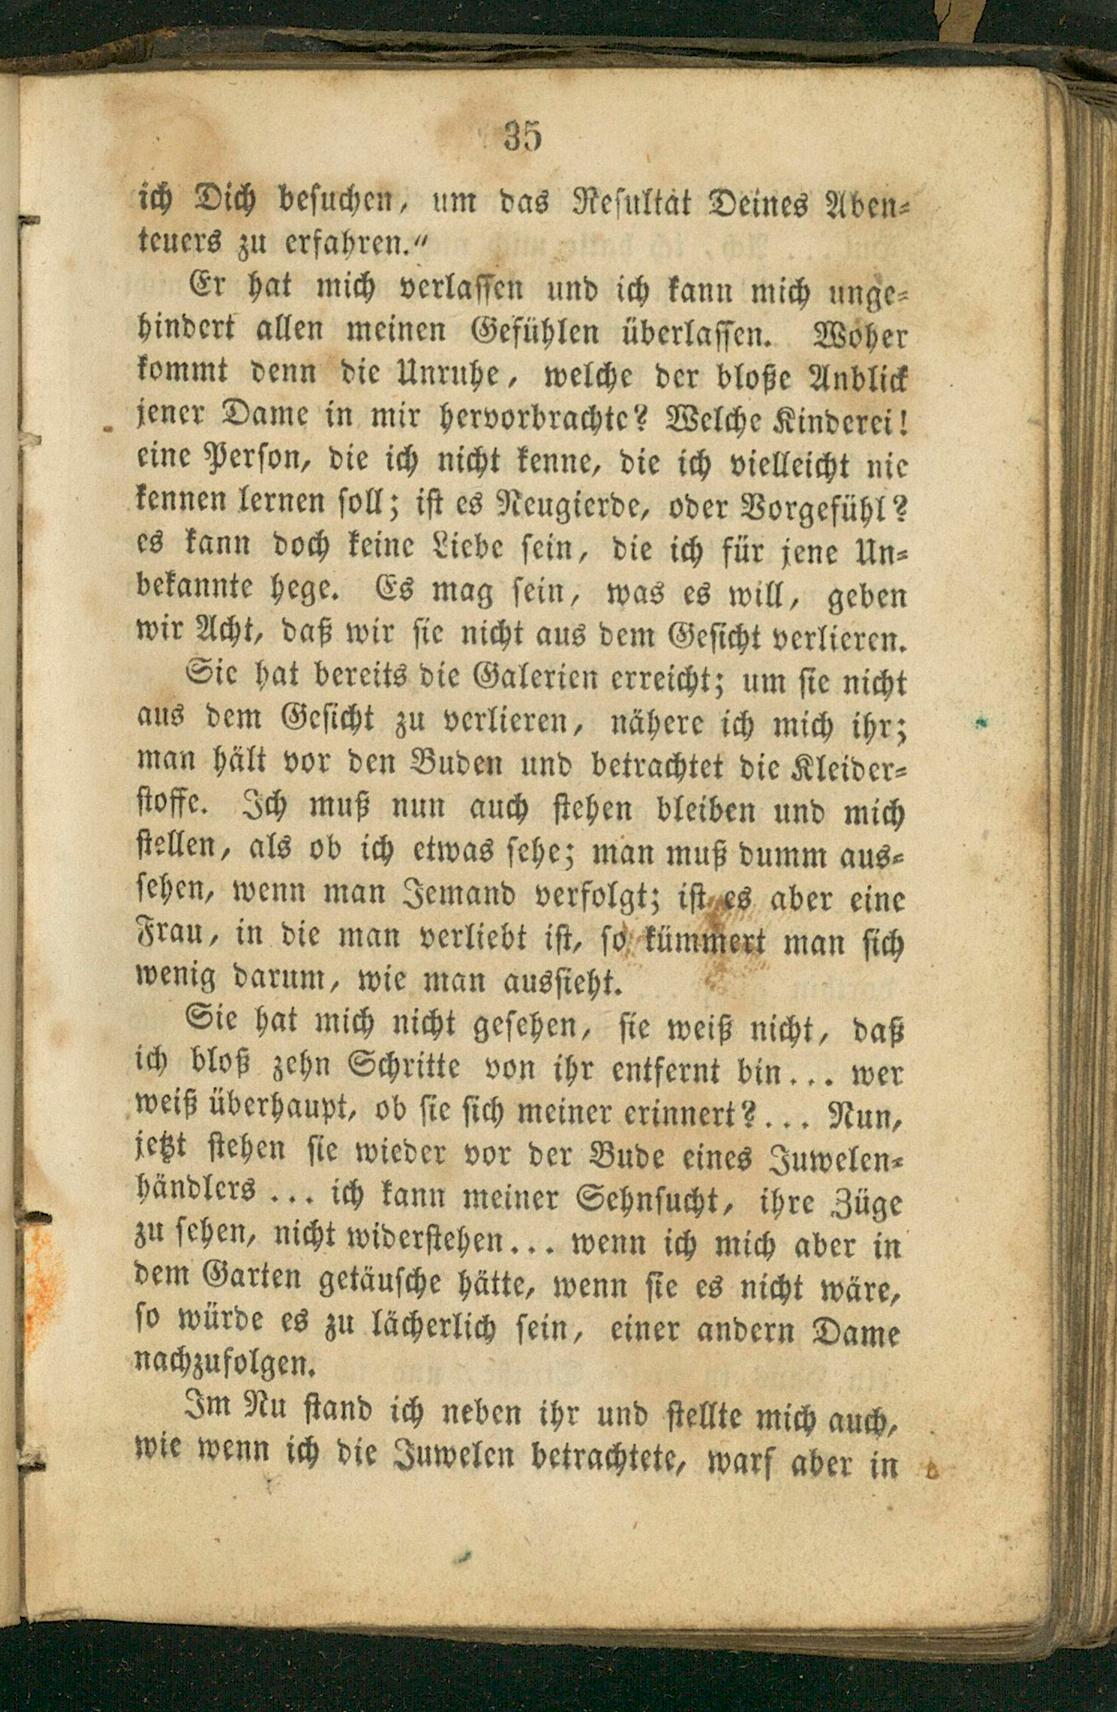 35
ich Dich besuchen, um das Resultat Deines Aben-
teuers zu erfahren.“
Er hat mich verlassen und ich kann mich unge-
hindert allen meinen Gefühlen überlassen. Woher
kommt denn die Unruhe, welche der bloße Anblick
jener Dame in mir hervorbrachte? Welche Kinderei!
eine Person, die ich nicht kenne, die ich vielleicht nie
kennen lernen soll; ist es Neugierde, oder Vorgefühl?
es kann doch keine Liebe sein, die ich für jene Un-
bekannte hege. Es mag sein, was es will, geben
wir Acht, daß wir sie nicht aus dem Gesicht verlieren.
Sie hat bereits die Galerien erreicht; um sie nicht
aus dem Gesicht zu verlieren, nähere ich mich ihr;
man hält vor den Buden und betrachtet die Kleider-
stoffe. Ich muß nun auch stehen bleiben und mich
stellen, als ob ich etwas sehe; man muß dumm aus-
sehen, wenn man Jemand verfolgt; ist es aber eine
Frau, in die man verliebt ist, so kümmert man sich
wenig darum, wie man aussieht.
Sie hat mich nicht gesehen, sie weiß nicht, daß
ich bloß zehn Schritte von ihr entfernt bin... wer
weiß überhaupt, ob sie sich meiner erinnert?... Nun,
jetzt stehen sie wieder vor der Bude eines Juwelen-
händlers... ich kann meiner Sehnsucht, ihre Züge
zu sehen, nicht widerstehen... wenn ich mich aber in
dem Garten getäusche hätte, wenn sie es nicht wäre,
so würde es zu lächerlich sein, einer andern Dame
nachzufolgen.
Im Nu stand ich neben ihr und stellte mich auch,
wie wenn ich die Juwelen betrachtete, warf aber in